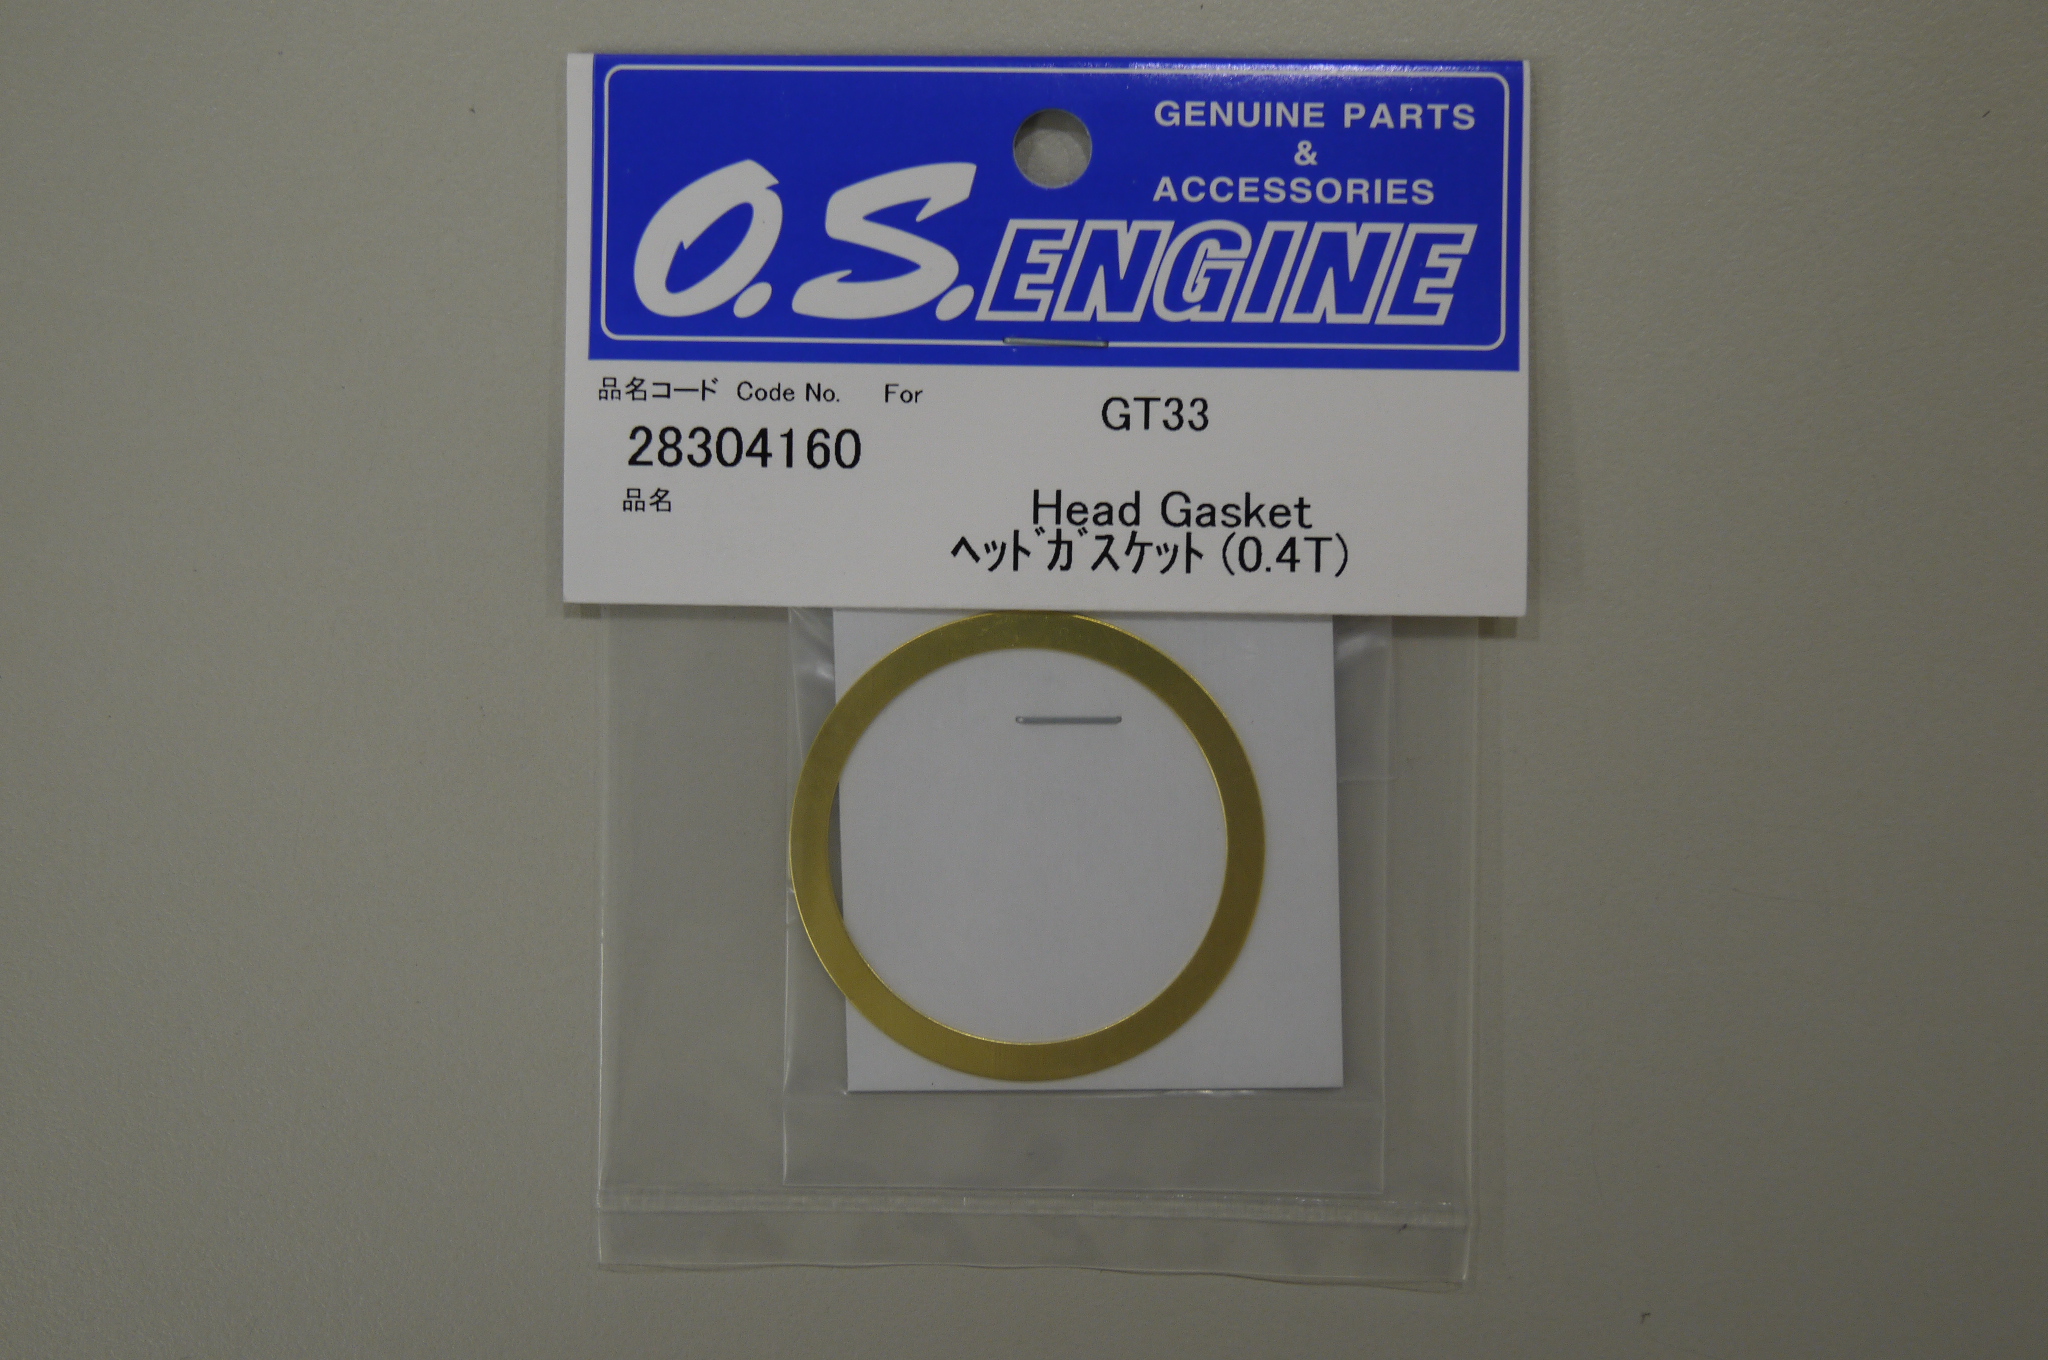 GENUINE PARTS
&
ACCESSORIES
O.S.ENGINE
品名コード Code No. For
GT33
28304160
品名
Head Gasket
ﾍｯﾄﾞｶﾞｽｹｯﾄ(0.4T)